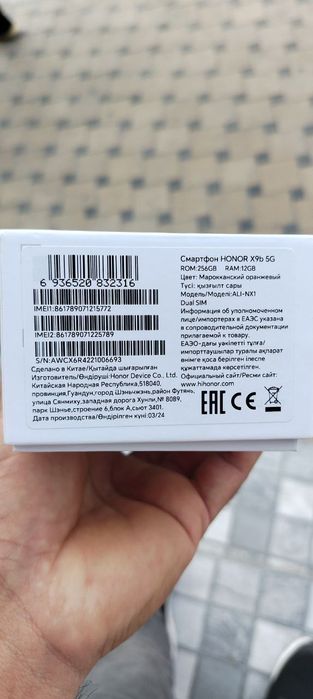 Смартфон HONOR X9b 5G
ROM:256GB RAM:12GB
Цвет: Марокканский оранжевый
Түсі: қызғылт сары
Модель/Моделі:ALI-NX1
Dual SIM
Информация об уполномоченном
лице/импортерах в ЕАЭС указана
в сопроводительной документации
прилагаемой к товару.
ЕАЭО-дағы уәкілетті тұлға/
импорттаушылар туралы ақпарат
өнімге қоса берілген ілеспе
құжаттамада көрсетілген.
Официальный сайт/Ресми сайт:
www.hihonor.com
6 936520 832316
IMEI1:861789071215772
IMEI2:861789071225789
S/N:AWCX6R4221006693
Сделано в Китае/Қытайда шығарылған
Изготовитель/Өндіруші:Honor Device Co., Ltd.
Китайская Народная Республика,518040,
провинция,Гуандун,город Шэньчжэнь,район Футянь,
улица Сянмиху,западная дорога Хунли,№ 8089,
парк Шэнье,строение 6,блок А,сьют 3401.
Дата производства/Өндірілген күні:03/24
EAC CE